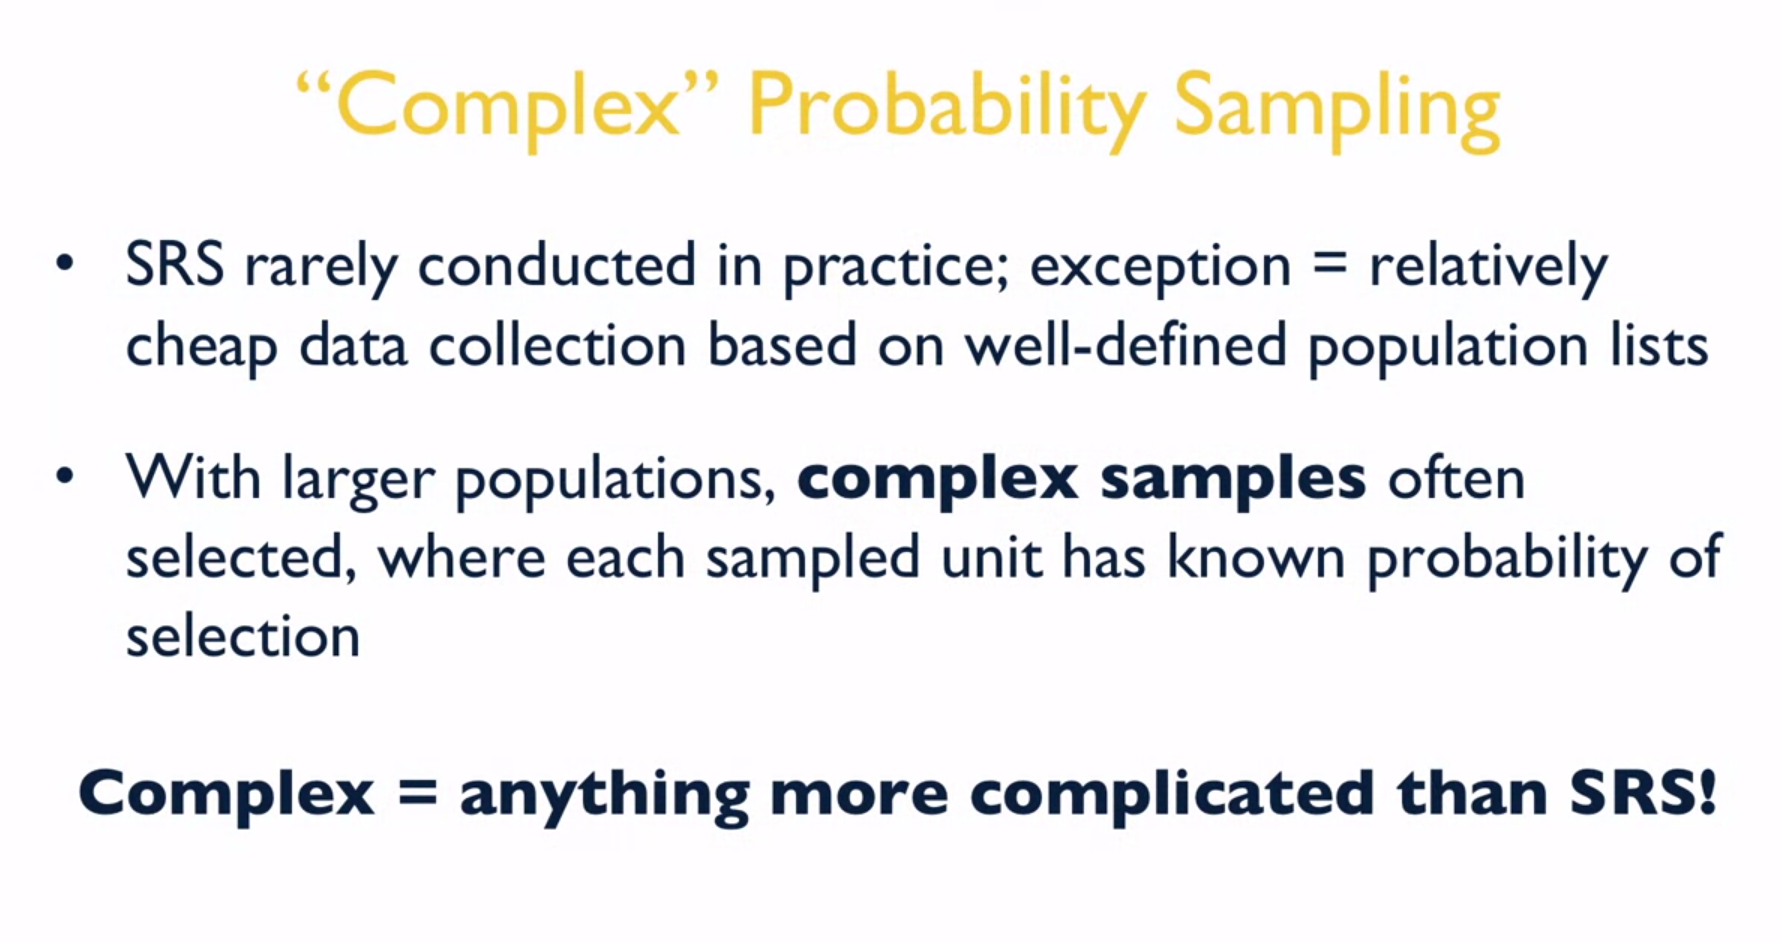 “Complex” Probability Sampling
• SRS rarely conducted in practice; exception = relatively
cheap data collection based on well-defined population lists
• With larger populations, complex samples often
selected, where each sampled unit has known probability of
selection
Complex = anything more complicated than SRS!